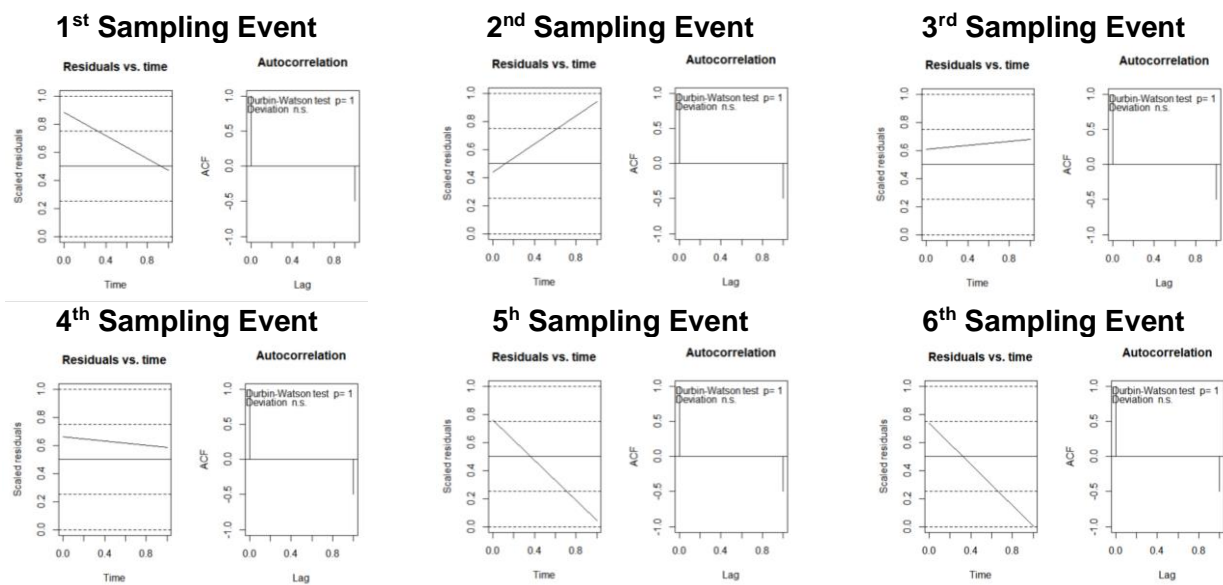 1st Sampling Event
Residuals vs. time
Autocorrelation
Scaled residuals
0.0 0.2 0.4 0.6 0.8 1.0
0.0 0.4 0.8
Time
Durbin-Watson test p= 1
Deviation n.s.
ACF
-1.0 -0.5 0.0 0.5 1.0
0.0 0.4 0.8
Lag
2nd Sampling Event
Residuals vs. time
Autocorrelation
Scaled residuals
0.0 0.2 0.4 0.6 0.8 1.0
0.0 0.4 0.8
Time
Durbin-Watson test p= 1
Deviation n.s.
ACF
-1.0 -0.5 0.0 0.5 1.0
0.0 0.4 0.8
Lag
3rd Sampling Event
Residuals vs. time
Autocorrelation
Scaled residuals
0.0 0.2 0.4 0.6 0.8 1.0
0.0 0.4 0.8
Time
Durbin-Watson test p= 1
Deviation n.s.
ACF
-1.0 -0.5 0.0 0.5 1.0
0.0 0.4 0.8
Lag
4th Sampling Event
Residuals vs. time
Autocorrelation
Scaled residuals
0.0 0.2 0.4 0.6 0.8 1.0
0.0 0.4 0.8
Time
Durbin-Watson test p= 1
Deviation n.s.
ACF
-1.0 -0.5 0.0 0.5 1.0
0.0 0.4 0.8
Lag
5h Sampling Event
Residuals vs. time
Autocorrelation
Scaled residuals
0.0 0.2 0.4 0.6 0.8 1.0
0.0 0.4 0.8
Time
Durbin-Watson test p= 1
Deviation n.s.
ACF
-1.0 -0.5 0.0 0.5 1.0
0.0 0.4 0.8
Lag
6th Sampling Event
Residuals vs. time
Autocorrelation
Scaled residuals
0.0 0.2 0.4 0.6 0.8 1.0
0.0 0.4 0.8
Time
Durbin-Watson test p= 1
Deviation n.s.
ACF
-1.0 -0.5 0.0 0.5 1.0
0.0 0.4 0.8
Lag